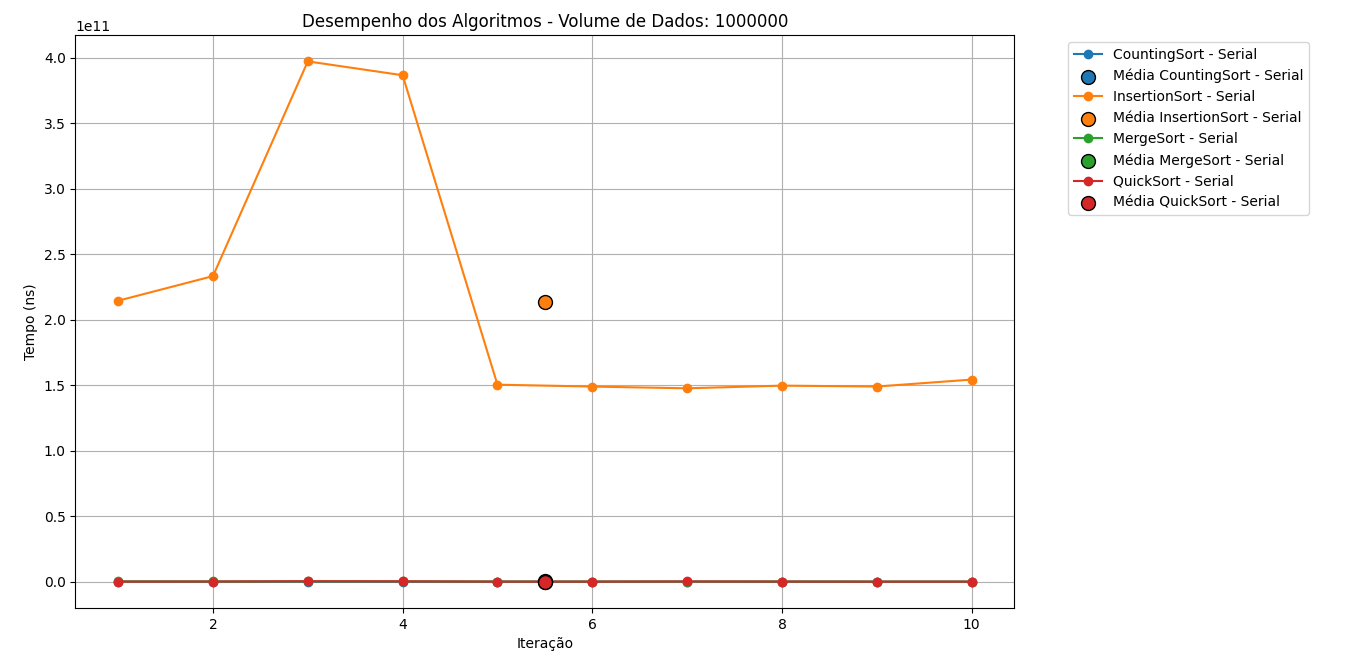 Desempenho dos Algoritmos - Volume de Dados: 1000000
1e11
4.0
3.5
3.0
2.5
2.0
1.5
1.0
0.5
0.0
Tempo (ns)
2
4
6
8
10
Iteração
CountingSort - Serial
Média CountingSort - Serial
InsertionSort - Serial
Média InsertionSort - Serial
MergeSort - Serial
Média MergeSort - Serial
QuickSort - Serial
Média QuickSort - Serial